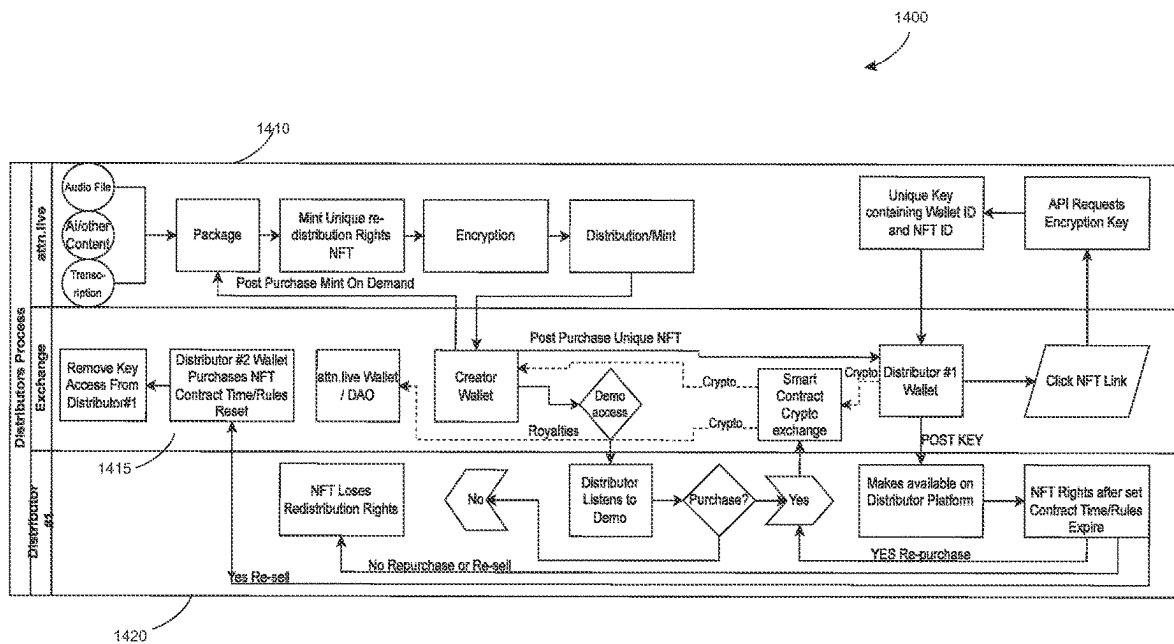 1400
1410
Distributors Process
attn.live
Audio File
AI/other
Content
Transc-
ription
Package
Mint Unique re-
distribution Rights
NFT
Encryption
Distribution/Mint
Unique Key
containing Wallet ID
and NFT ID
API Requests
Encryption Key
Post Purchase Mint On Demand
Exchange
Remove Key
Access From
Distributor#1
Distributor #2 Wallet
Purchases NFT
Contract Time/Rules
Reset
attn.live Wallet
/ DAO
Creator
Wallet
Post Purchase Unique NFT
Demo
access
Crypto
Crypto
Royalties
Smart
Contract
Crypto
exchange
Crypto
Distributor #1
Wallet
Click NFT Link
POST KEY
1415
Distributor
#1
NFT Loses
Redistribution Rights
No
Distributor
Listens to
Demo
Purchase?
Yes
Makes available on
Distributor Platform
NFT Rights after set
Contract Time/Rules
Expire
YES Re-purchase
No Repurchase or Re-sell
Yes Re-sell
1420